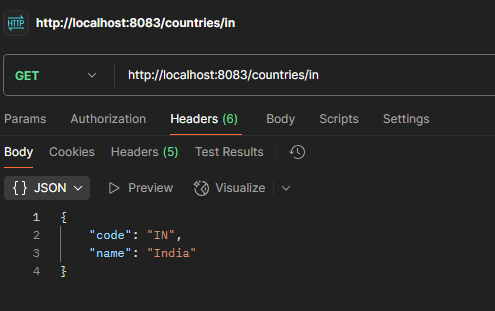 HTTP http://localhost:8083/countries/in
GET http://localhost:8083/countries/in
Params Authorization Headers (6) Body Scripts Settings
Body Cookies Headers (5) Test Results
{} JSON Preview Visualize
1 {
2 "code": "IN",
3 "name": "India"
4 }